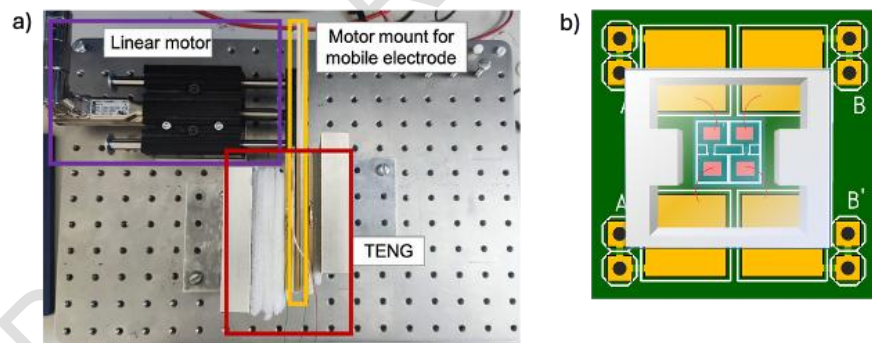 a)
Linear motor
Motor mount for
mobile electrode
TENG
b)
A
B
A
B'